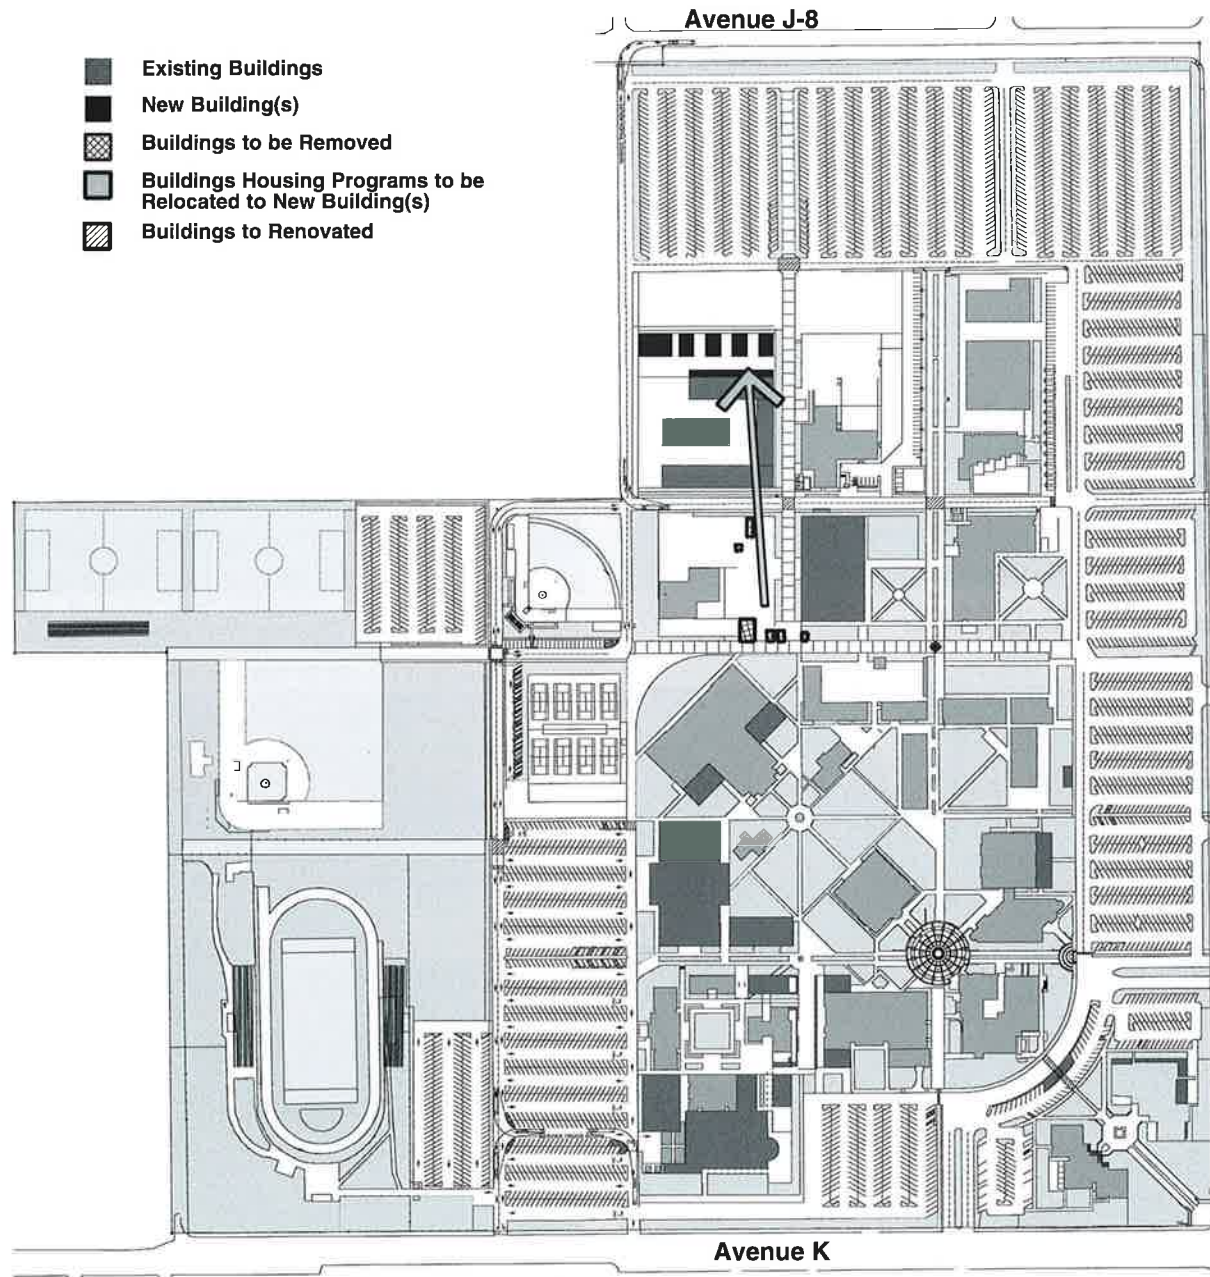 Avenue J-8
Existing Buildings
New Building(s)
Buildings to be Removed
Buildings Housing Programs to be
Relocated to New Building(s)
Buildings to Renovated
Avenue K